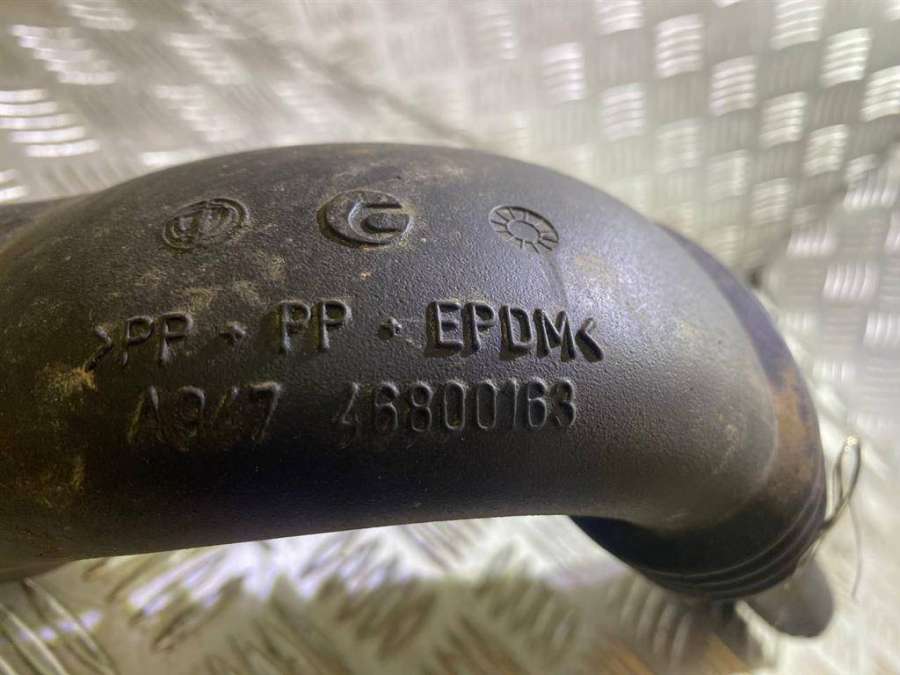 >PP + PP + EPDM<
A947 46800163